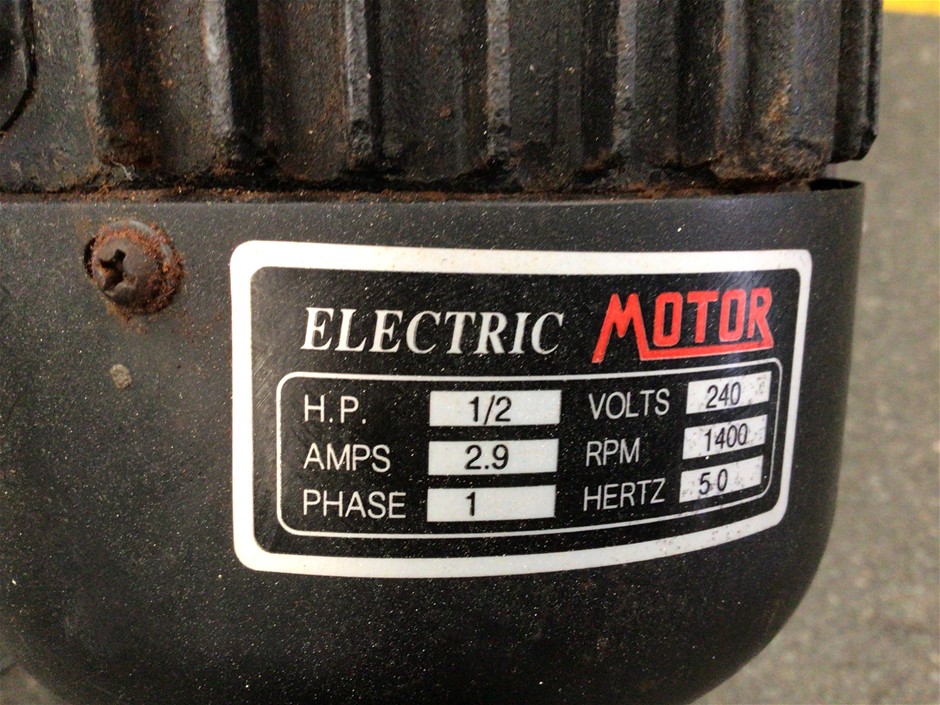 ELECTRIC MOTOR
H.P. 1/2 VOLTS 240
AMPS 2.9 RPM 1400
PHASE 1 HERTZ 50